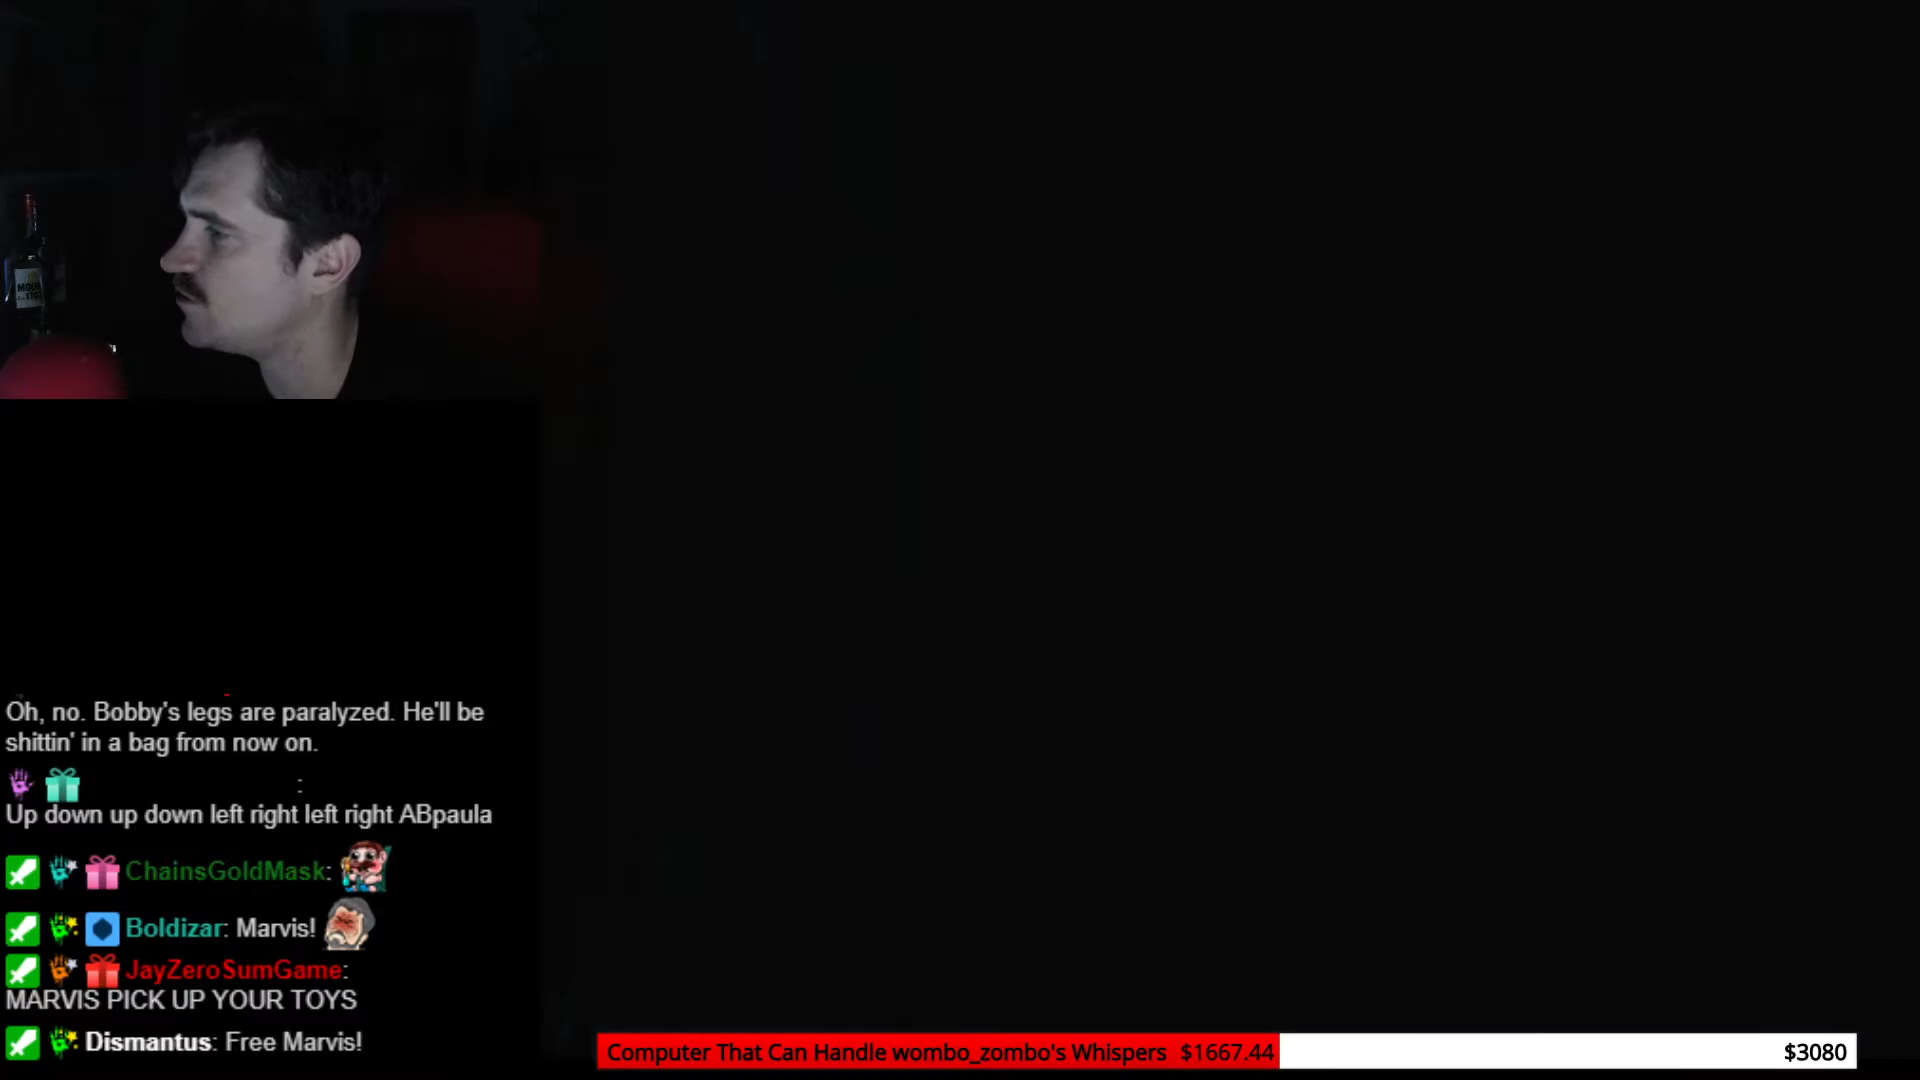 MOUN
Oh, no. Bobby's legs are paralyzed. He'll be
shittin' in a bag from now on.
:
Up down up down left right left right ABpaula
ChainsGoldMask:
Boldizar: Marvis!
JayZeroSumGame:
MARVIS PICK UP YOUR TOYS
Dismantus: Free Marvis!
Computer That Can Handle wombo_zombo's Whispers $1667.44 $3080